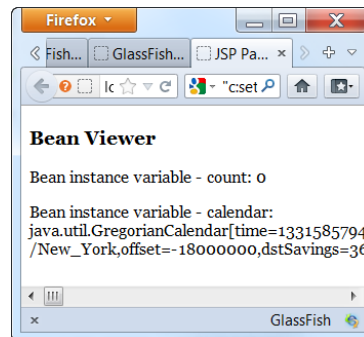 Firefox
Fish...
GlassFish...
JSP Pa...
lc
"c:set
Bean Viewer
Bean instance variable - count: 0
Bean instance variable - calendar:
java.util.GregorianCalendar[time=1331585794
/New_York,offset=-18000000,dstSavings=36
GlassFish